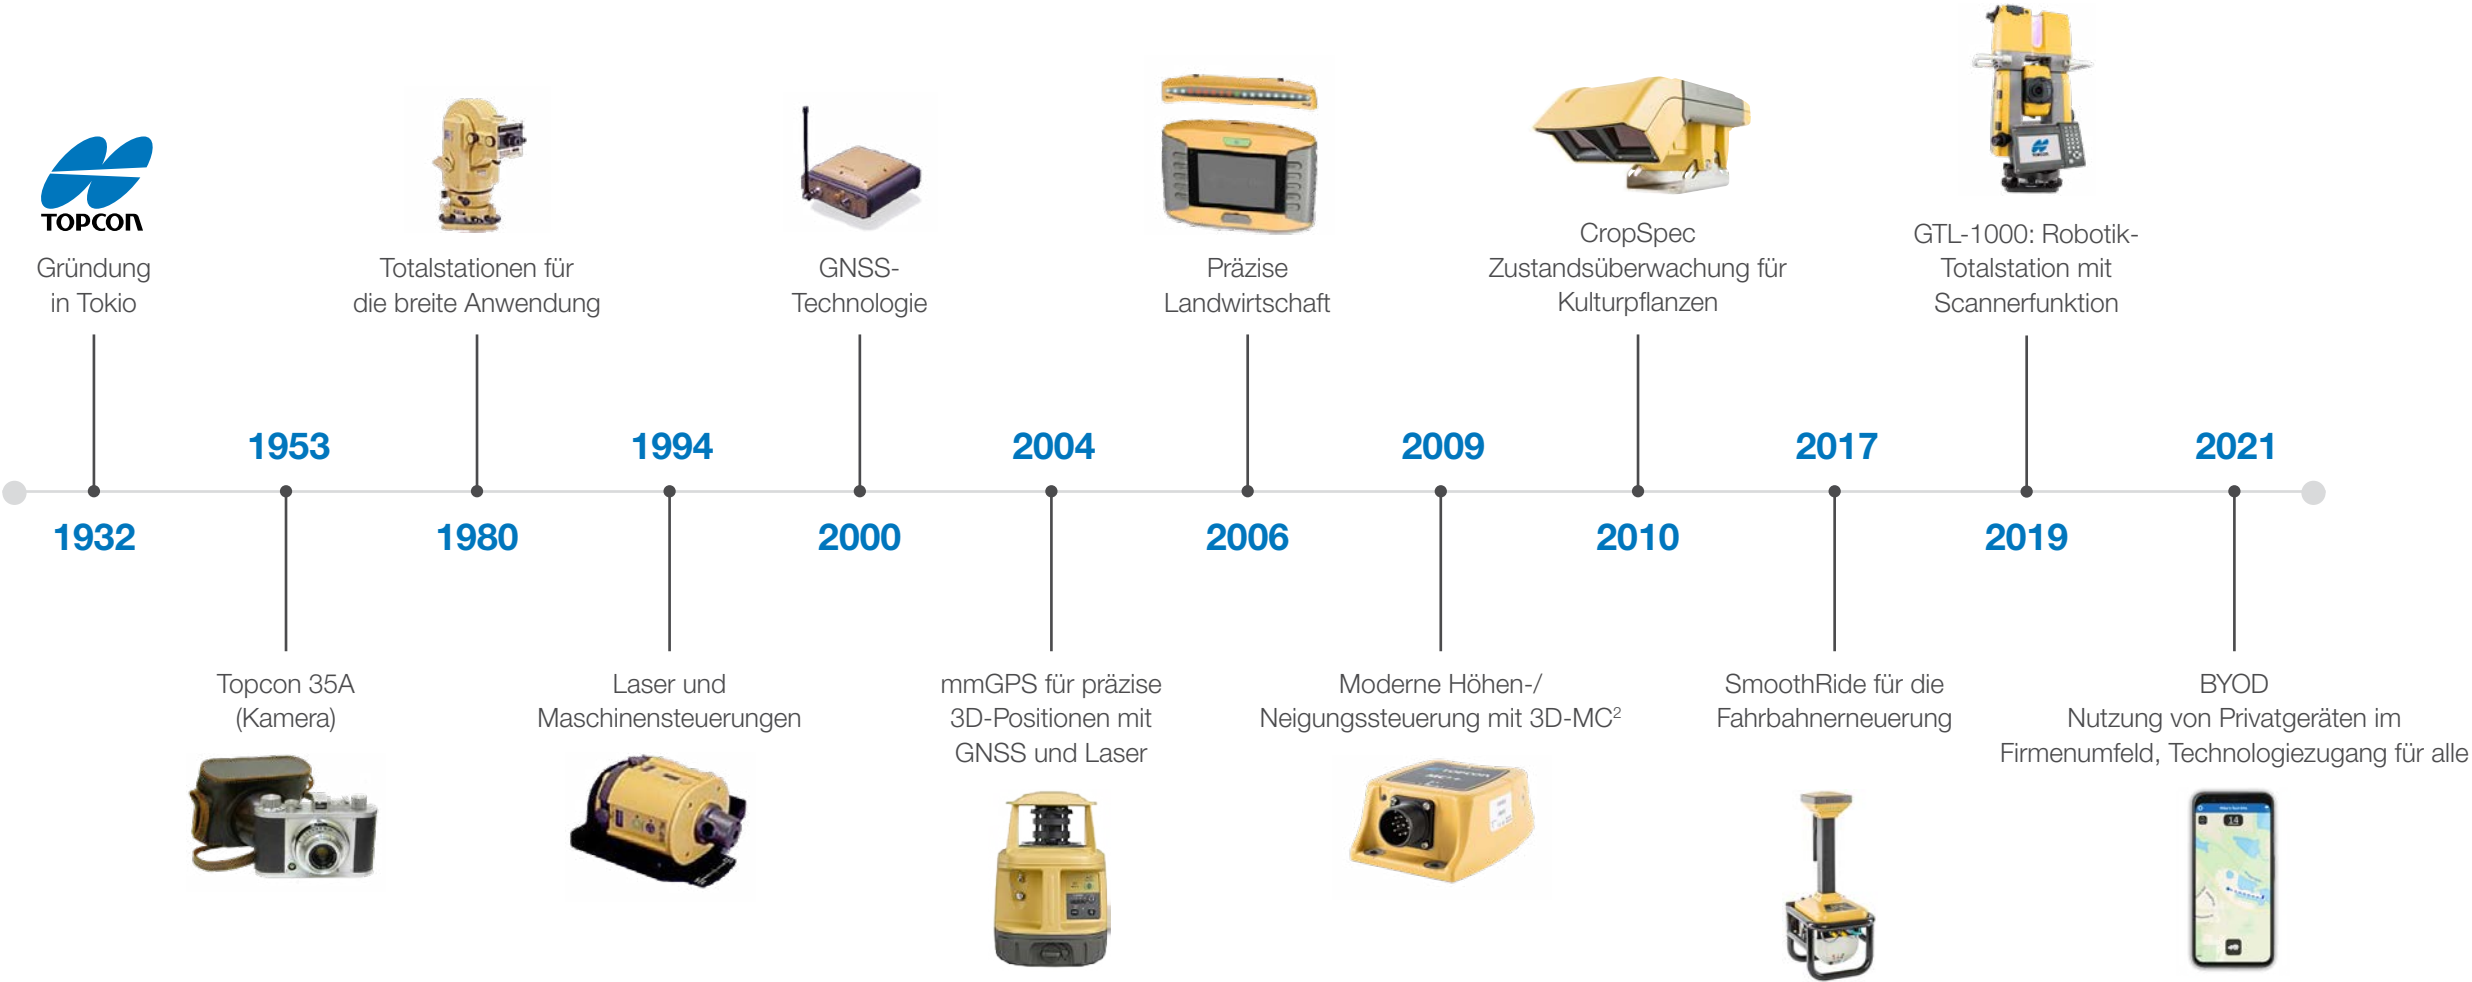 TOPCON
Gründung
in Tokio
1932
1953
Topcon 35A
(Kamera)
Totalstationen für
die breite Anwendung
1980
1994
Laser und
Maschinensteuerungen
GNSS-
Technologie
2000
2004
mmGPS für präzise
3D-Positionen mit
GNSS und Laser
Präzise
Landwirtschaft
2006
2009
Moderne Höhen-/
Neigungssteuerung mit 3D-MC²
TOPCON
CropSpec
Zustandsüberwachung für
Kulturpflanzen
2010
2017
SmoothRide für die
Fahrbahnerneuerung
TOPCON
GTL-1000: Robotik-
Totalstation mit
Scannerfunktion
2019
2021
BYOD
Nutzung von Privatgeräten im
Firmenumfeld, Technologiezugang für alle
14